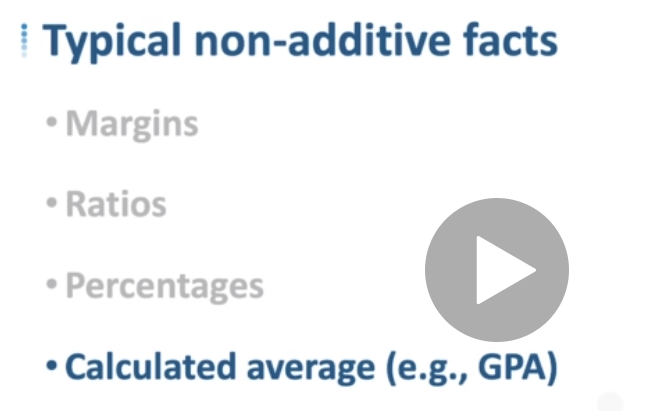 Typical non-additive facts
• Margins
• Ratios
• Percentages
• Calculated average (e.g., GPA)